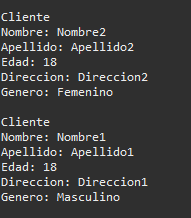 Cliente
Nombre: Nombre2
Apellido: Apellido2
Edad: 18
Direccion: Direccion2
Genero: Femenino

Cliente
Nombre: Nombre1
Apellido: Apellido1
Edad: 18
Direccion: Direccion1
Genero: Masculino